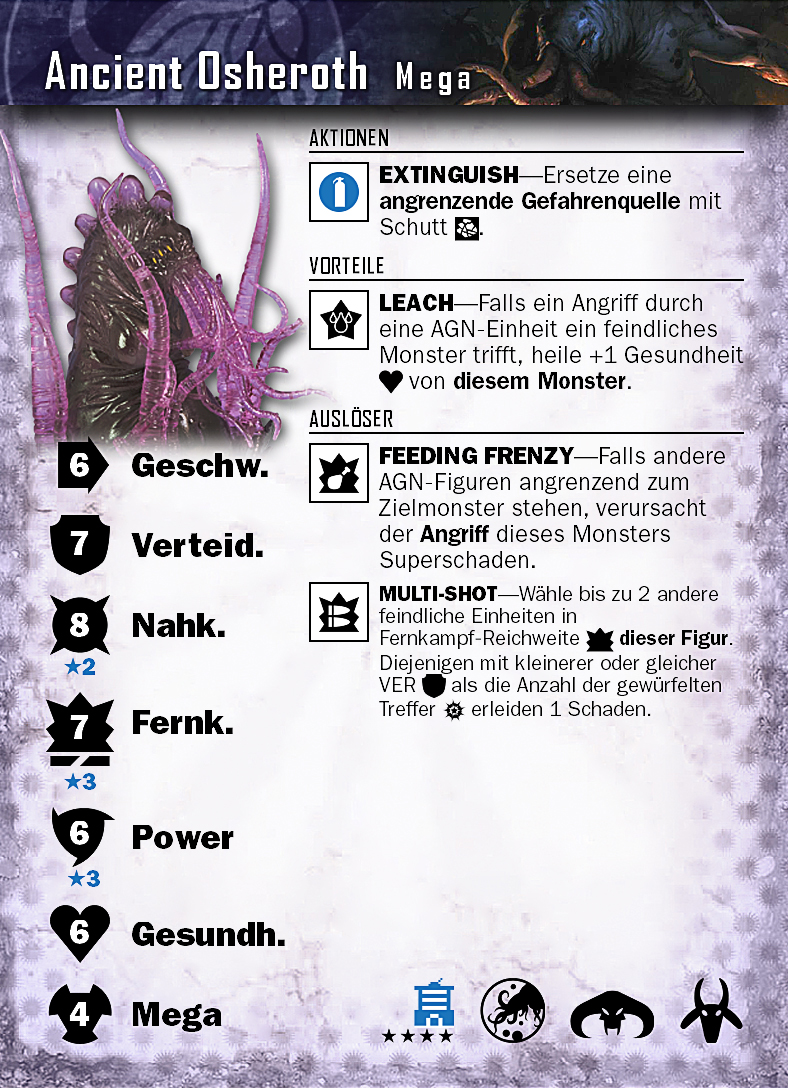 Ancient Osheroth Mega
AKTIONEN
EXTINGUISH—Ersetze eine
angrenzende Gefahrenquelle mit
Schutt.
VORTEILE
LEACH—Falls ein Angriff durch
eine AGN-Einheit ein feindliches
Monster trifft, heile +1 Gesundheit
von diesem Monster.
AUSLÖSER
FEEDING FRENZY—Falls andere
AGN-Figuren angrenzend zum
Zielmonster stehen, verursacht
der Angriff dieses Monsters
Superschaden.
MULTI-SHOT—Wähle bis zu 2 andere
feindliche Einheiten in
Fernkampf-Reichweite dieser Figur.
Diejenigen mit kleinerer oder gleicher
VER als die Anzahl der gewürfelten
Treffer erleiden 1 Schaden.
6 Geschw.
7 Verteid.
8 Nahk.
★2
7 Fernk.
★3
6 Power
★3
6 Gesundh.
4 Mega
★★★★